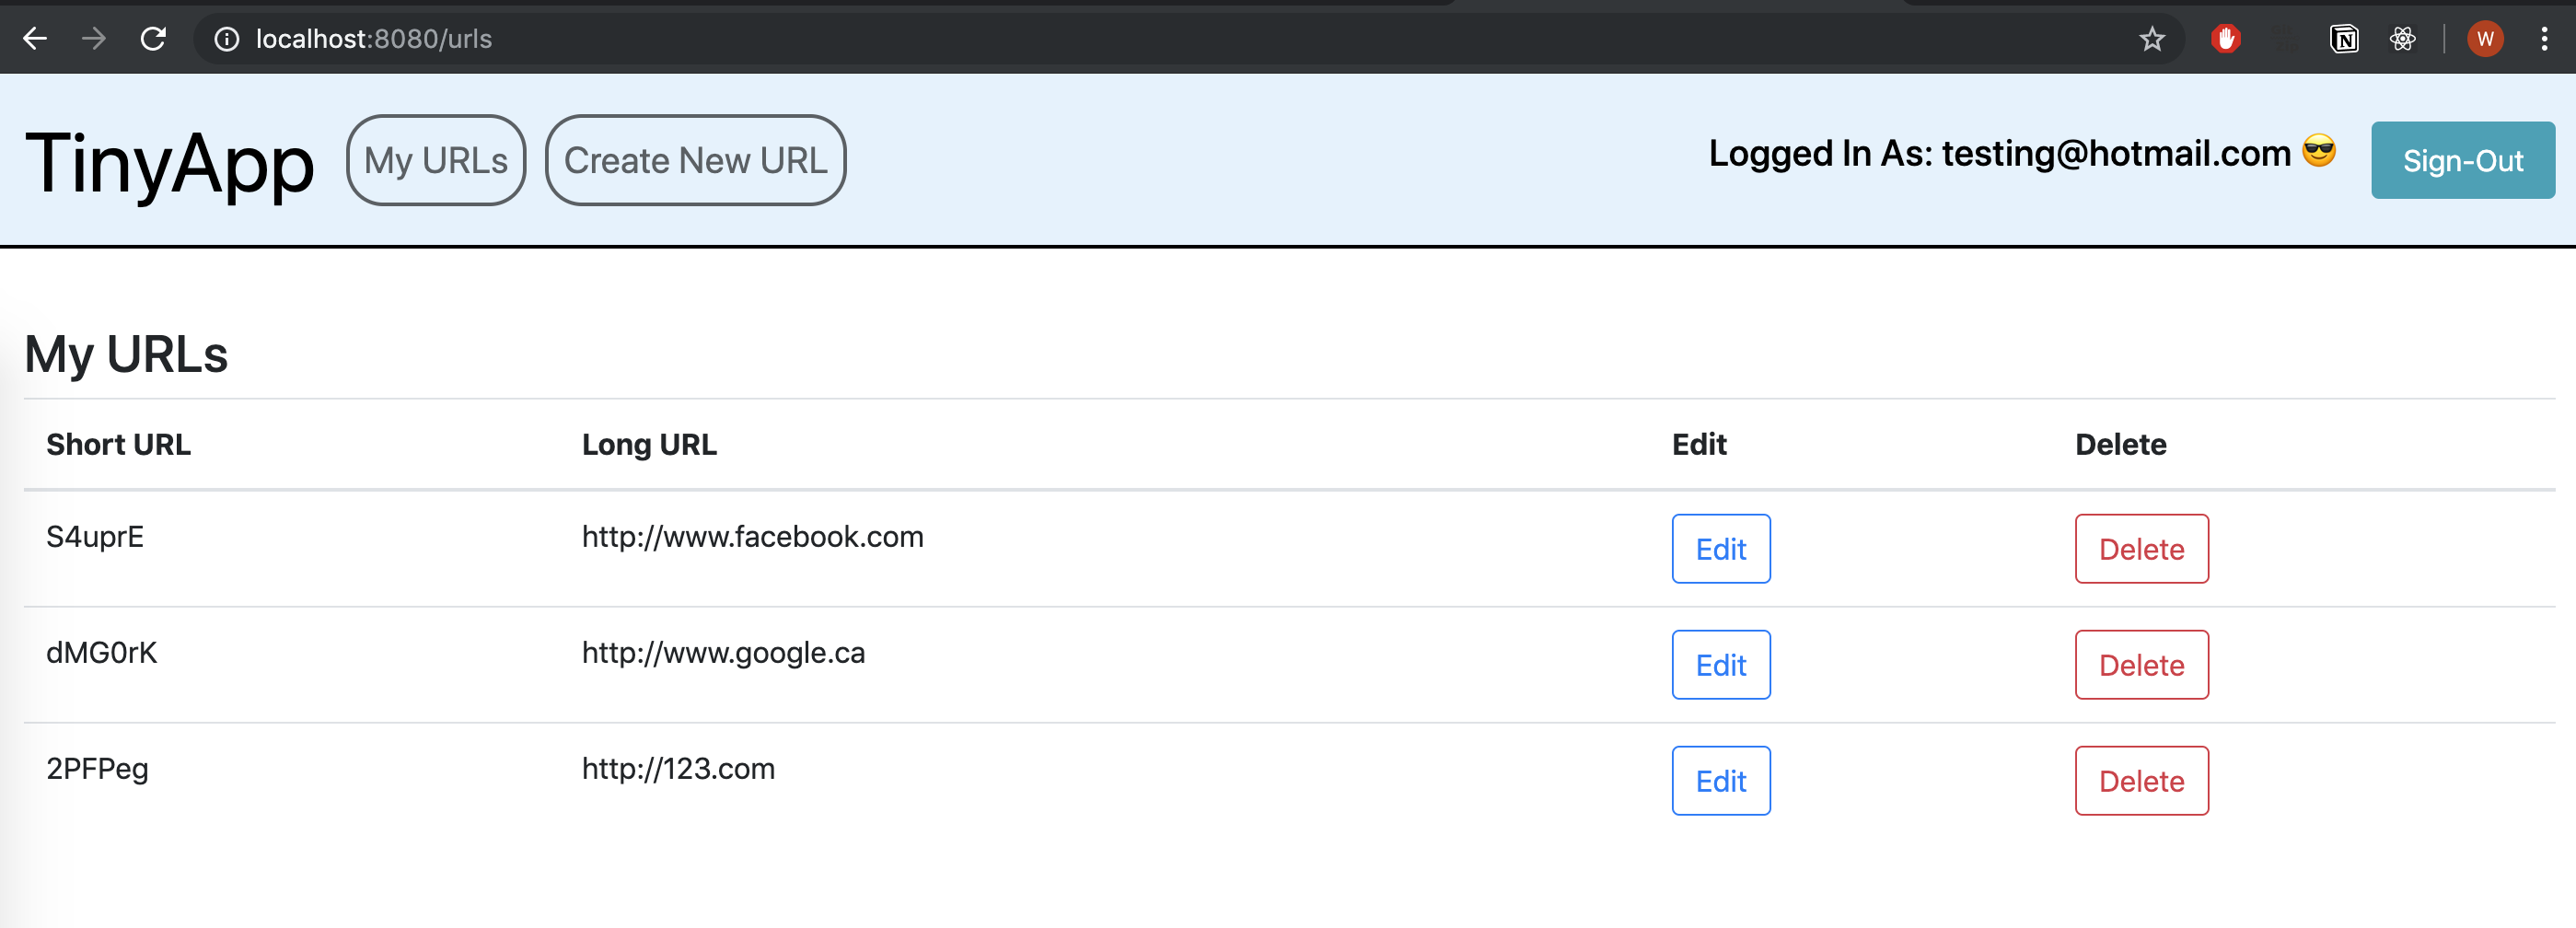 localhost:8080/urls
W
TinyApp My URLs Create New URL Logged In As: testing@hotmail.com 😎 Sign-Out
My URLs
Short URL Long URL Edit Delete
S4uprE http://www.facebook.com Edit Delete
dMG0rK http://www.google.ca Edit Delete
2PFPeg http://123.com Edit Delete